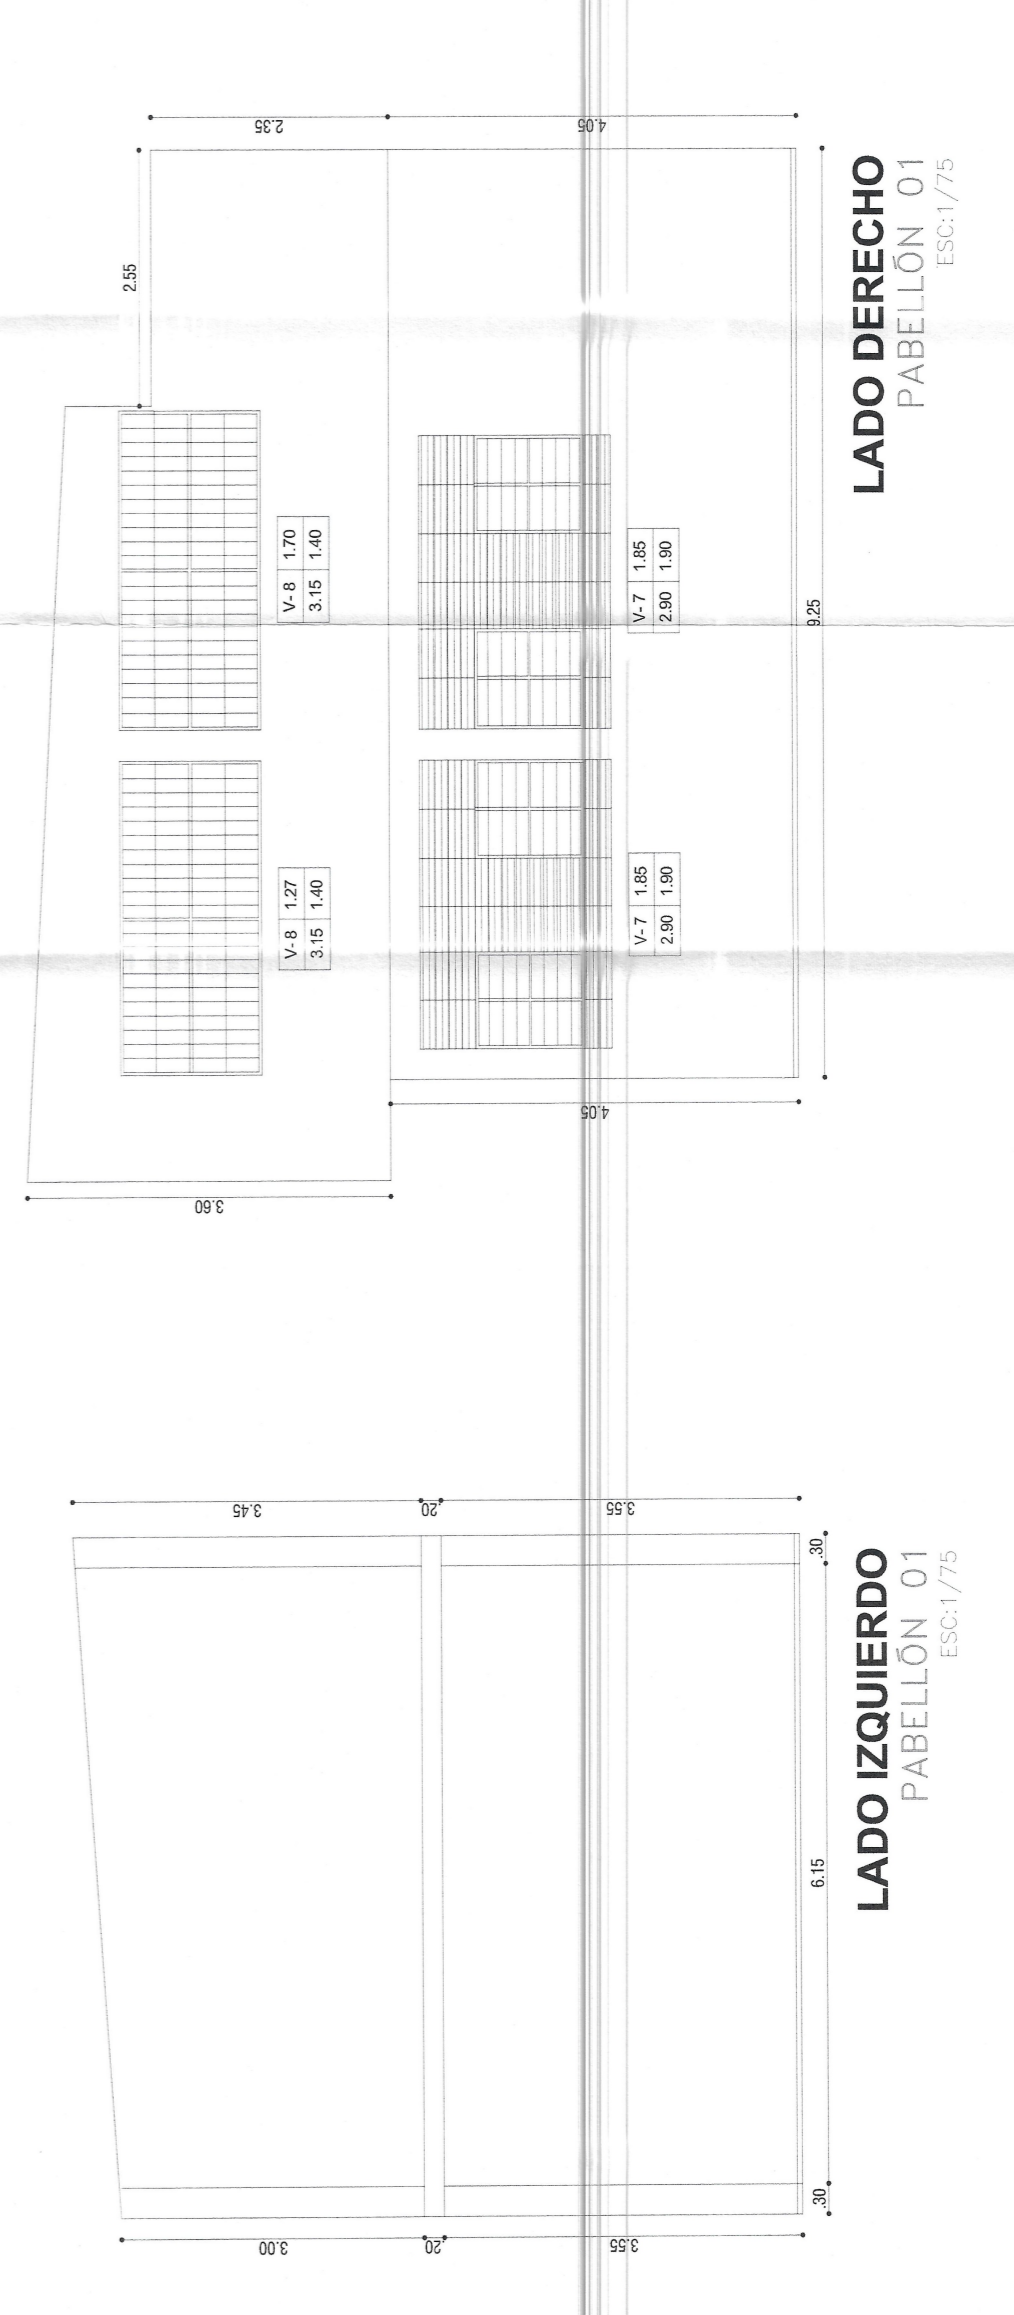 3.00
.20
3.55
3.45
.20
3.55
.30
6.15
.30
LADO IZQUIERDO
PABELLÓN 01
ESC:1/75
3.60
4.05
2.55
2.35
4.05
V- 8 1.27
3.15 1.40
V- 8 1.70
3.15 1.40
V- 7 1.85
2.90 1.90
V- 7 1.85
2.90 1.90
9.25
LADO DERECHO
PABELLÓN 01
ESC:1/75